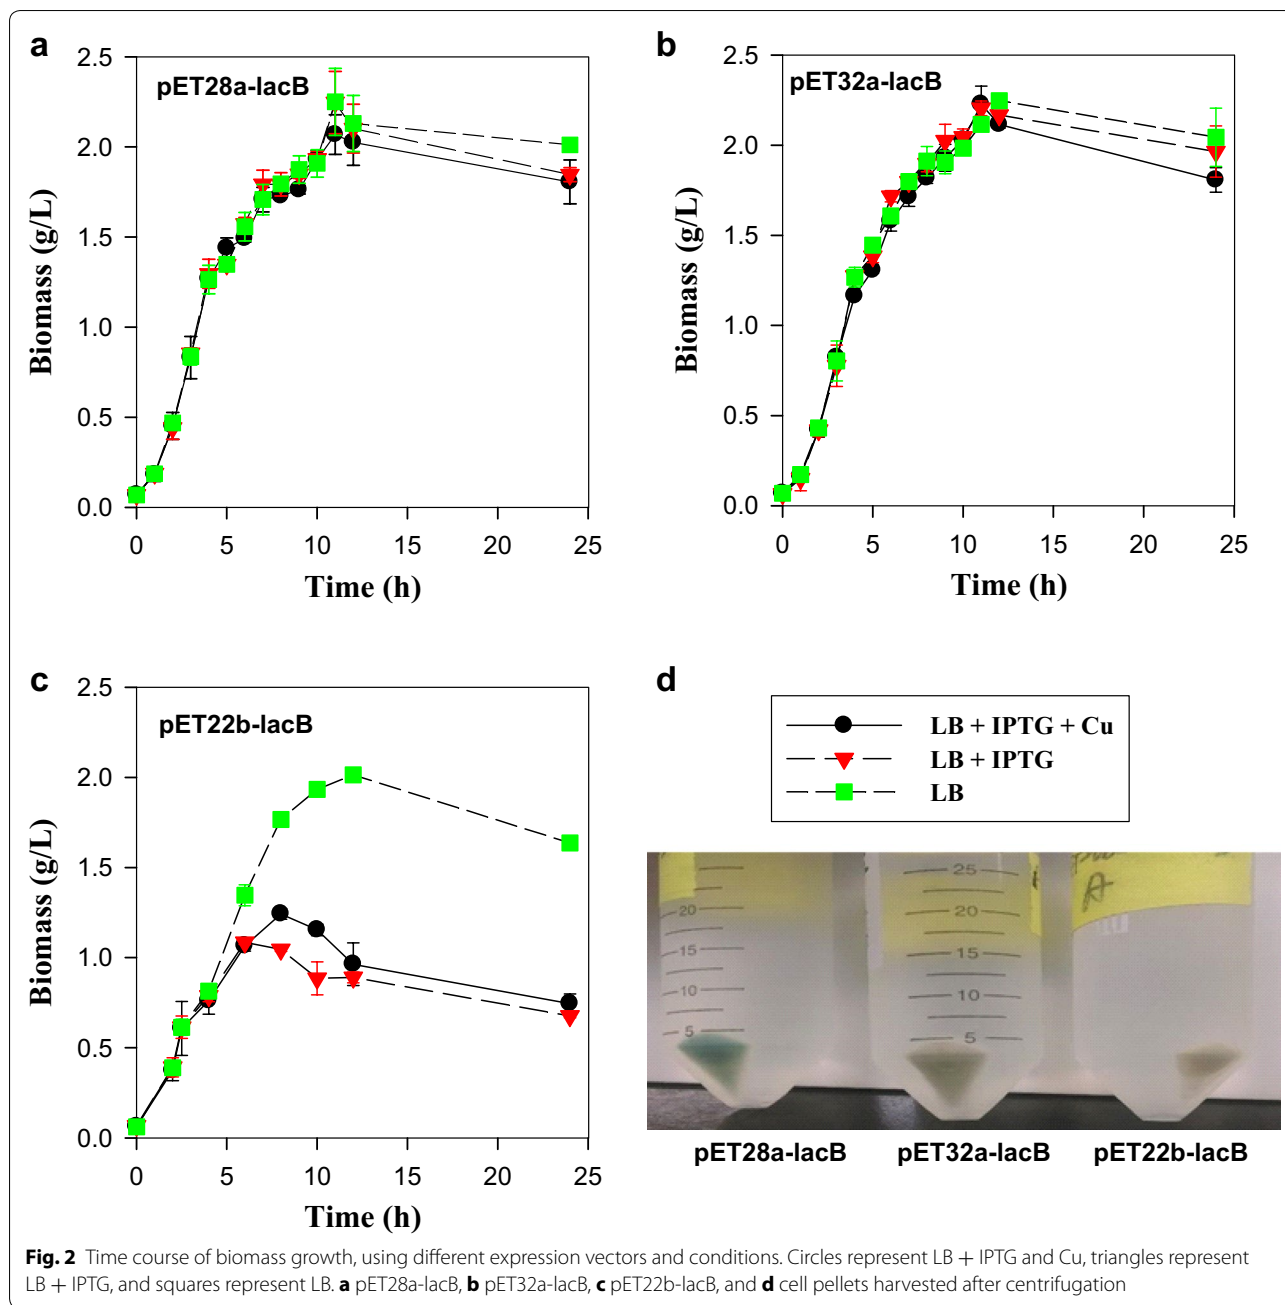 a
pET28a-lacB
2.5
2.0
1.5
1.0
0.5
0.0
Biomass (g/L)
0 5 10 15 20 25
Time (h)
b
pET32a-lacB
2.5
2.0
1.5
1.0
0.5
0.0
Biomass (g/L)
0 5 10 15 20 25
Time (h)
c
pET22b-lacB
2.5
2.0
1.5
1.0
0.5
0.0
Biomass (g/L)
0 5 10 15 20 25
Time (h)
d
LB + IPTG + Cu
LB + IPTG
LB
20
15
10
5
25
20
15
10
5
A
pET28a-lacB pET32a-lacB pET22b-lacB
Fig. 2 Time course of biomass growth, using different expression vectors and conditions. Circles represent LB + IPTG and Cu, triangles represent
LB + IPTG, and squares represent LB. a pET28a-lacB, b pET32a-lacB, c pET22b-lacB, and d cell pellets harvested after centrifugation